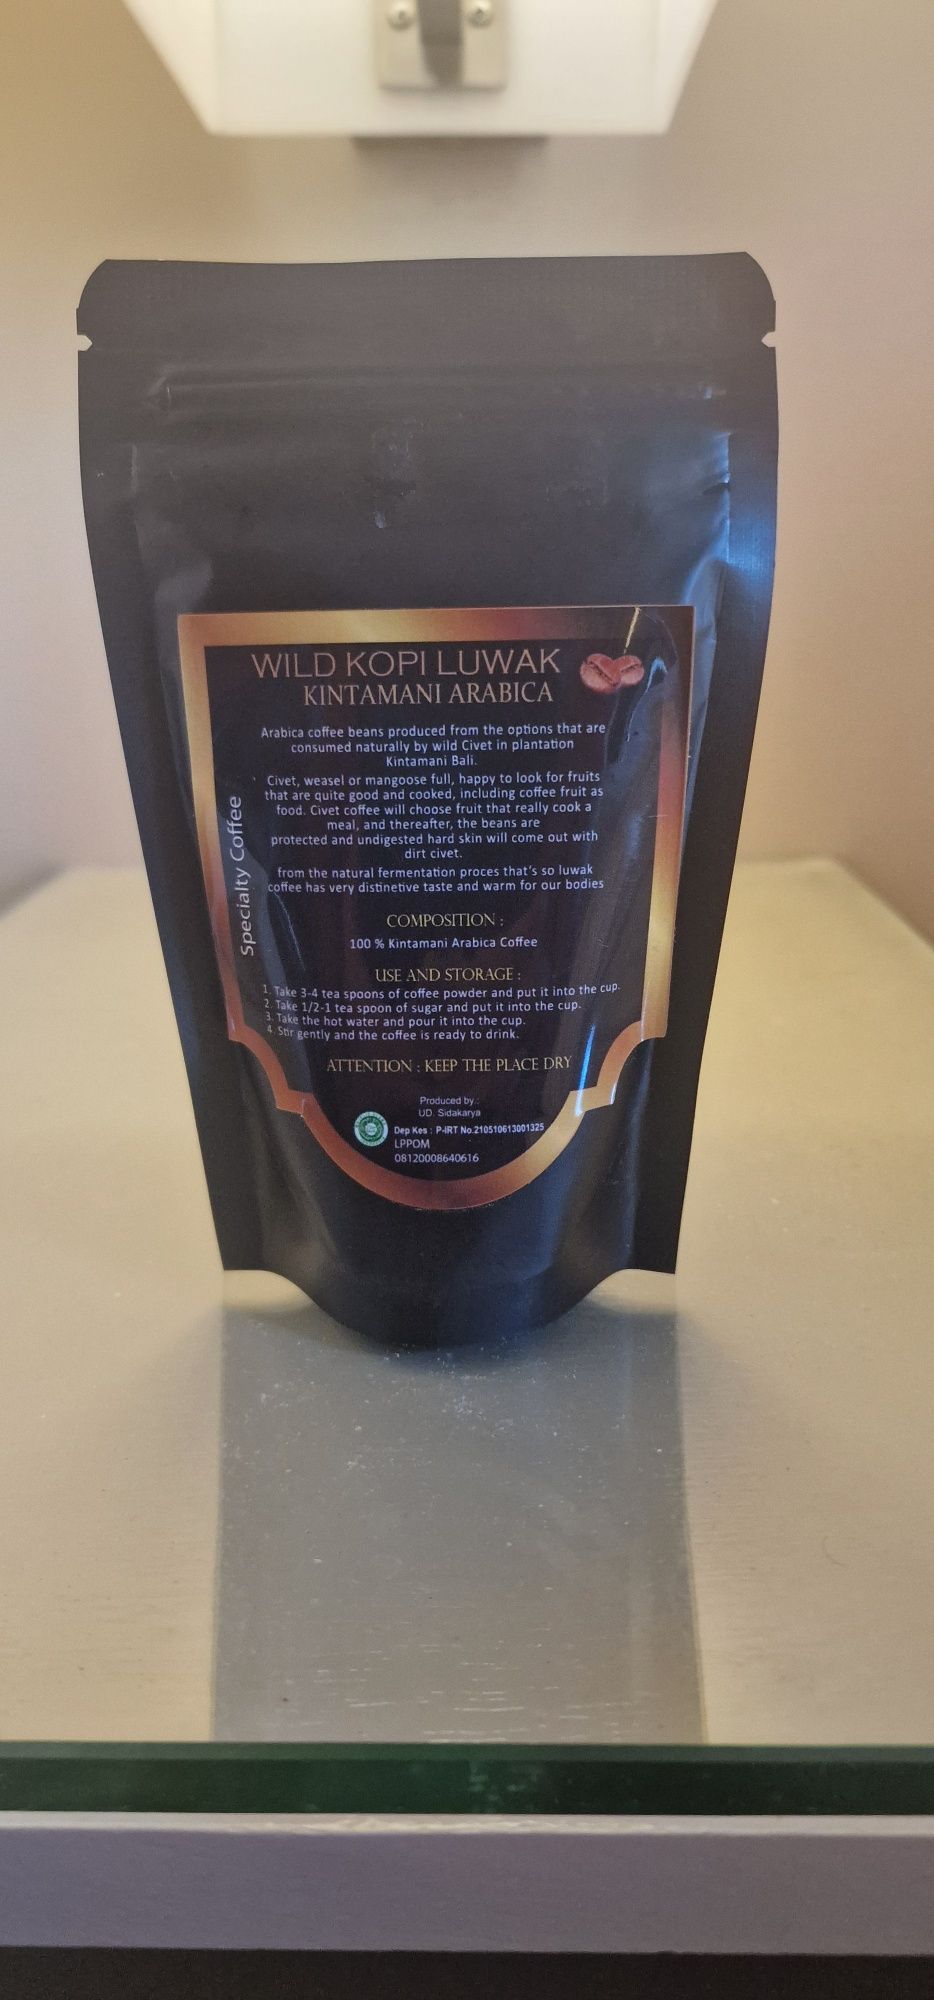 WILD KOPI LUWAK
KINTAMANI ARABICA
Arabica coffee beans produced from the options that are
consumed naturally by wild Civet in plantation
Kintamani Bali.
Civet, weasel or mangoose full, happy to look for fruits
that are quite good and cooked, including coffee fruit as
food. Civet coffee will choose fruit that really cook a
meal, and thereafter, the beans are
protected and undigested hard skin will come out with
dirt civet.
from the natural fermentation proces that's so luwak
coffee has very distinetive taste and warm for our bodies
Specialty Coffee
COMPOSITION :
100 % Kintamani Arabica Coffee
USE AND STORAGE :
1. Take 3-4 tea spoons of coffee powder and put it into the cup.
2. Take 1/2-1 tea spoon of sugar and put it into the cup.
3. Take the hot water and pour it into the cup.
4. Stir gently and the coffee is ready to drink.
ATTENTION : KEEP THE PLACE DRY
Produced by :
UD. Sidakarya
Dep Kes : P-IRT No.210510613001325
LPPOM
08120008640616